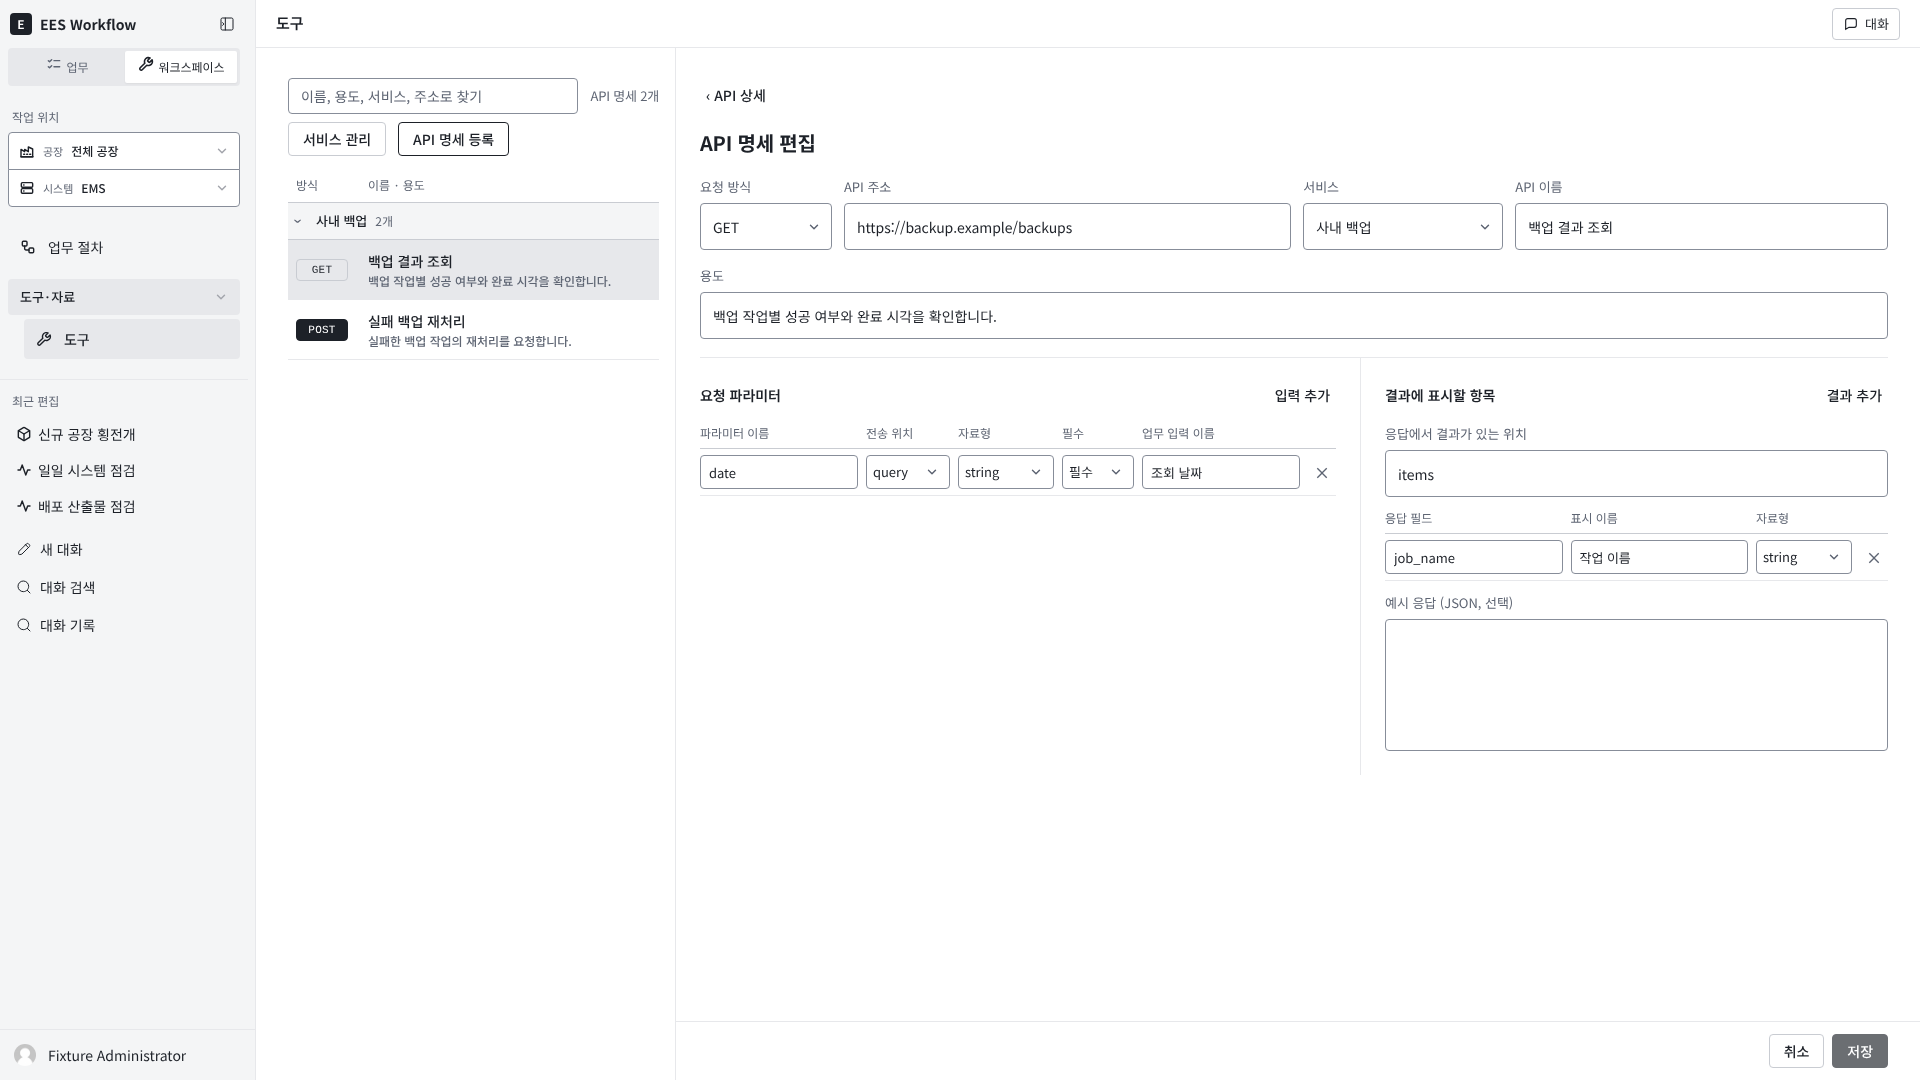 E EES Workflow
업무 워크스페이스
작업 위치
공장 전체 공장
시스템 EMS
업무 절차
도구·자료
도구
최근 편집
신규 공장 횡전개
일일 시스템 점검
배포 산출물 점검
새 대화
대화 검색
대화 기록
Fixture Administrator
도구
대화
이름, 용도, 서비스, 주소로 찾기
API 명세 2개
서비스 관리
API 명세 등록
방식 이름 · 용도
사내 백업 2개
GET
백업 결과 조회
백업 작업별 성공 여부와 완료 시각을 확인합니다.
POST
실패 백업 재처리
실패한 백업 작업의 재처리를 요청합니다.
‹ API 상세
API 명세 편집
요청 방식 API 주소 서비스 API 이름
GET https://backup.example/backups 사내 백업 백업 결과 조회
용도
백업 작업별 성공 여부와 완료 시각을 확인합니다.
요청 파라미터 입력 추가
파라미터 이름 전송 위치 자료형 필수 업무 입력 이름
date query string 필수 조회 날짜
결과에 표시할 항목 결과 추가
응답에서 결과가 있는 위치
items
응답 필드 표시 이름 자료형
job_name 작업 이름 string
예시 응답 (JSON, 선택)
취소 저장